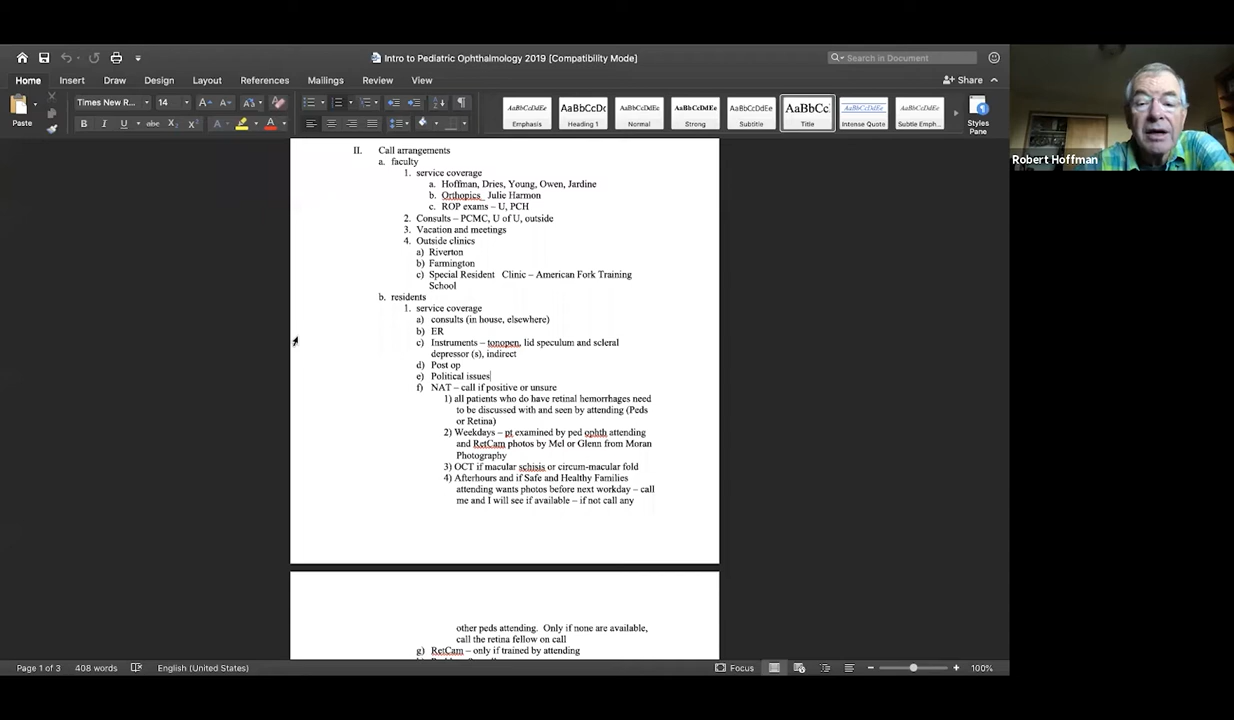 Intro to Pediatric Ophthalmology 2019 [Compatibility Mode]
Search in Document
Home Insert Draw Design Layout References Mailings Review View
Share
Times New R... 14
Paste
AaBbCcDdEe AaBbCcDc AaBbCcDdEe AaBbCcDdEe AaBbCcDdEe AaBbCc. AaBbCcDdEe AaBbCcDdEe
Emphasis Heading 1 Normal Strong Subtitle Title Intense Quote Subtle Emph...
Styles
Pane
Robert Hoffman
II. Call arrangements
a. faculty
1. service coverage
a. Hoffman, Dries, Young, Owen, Jardine
b. Orthopics Julie Harmon
c. ROP exams – U, PCH
2. Consults – PCMC, U of U, outside
3. Vacation and meetings
4. Outside clinics
a) Riverton
b) Farmington
c) Special Resident Clinic – American Fork Training
School
b. residents
1. service coverage
a) consults (in house, elsewhere)
b) ER
c) Instruments – tonopen, lid speculum and scleral
depressor (s), indirect
d) Post op
e) Political issues
f) NAT – call if positive or unsure
1) all patients who do have retinal hemorrhages need
to be discussed with and seen by attending (Peds
or Retina)
2) Weekdays – pt examined by ped ophth attending
and RetCam photos by Mel or Glenn from Moran
Photography
3) OCT if macular schisis or circum-macular fold
4) Afterhours and if Safe and Healthy Families
attending wants photos before next workday – call
me and I will see if available – if not call any
other peds attending. Only if none are available,
call the retina fellow on call
g) RetCam – only if trained by attending
Page 1 of 3 408 words English (United States) Focus 100%